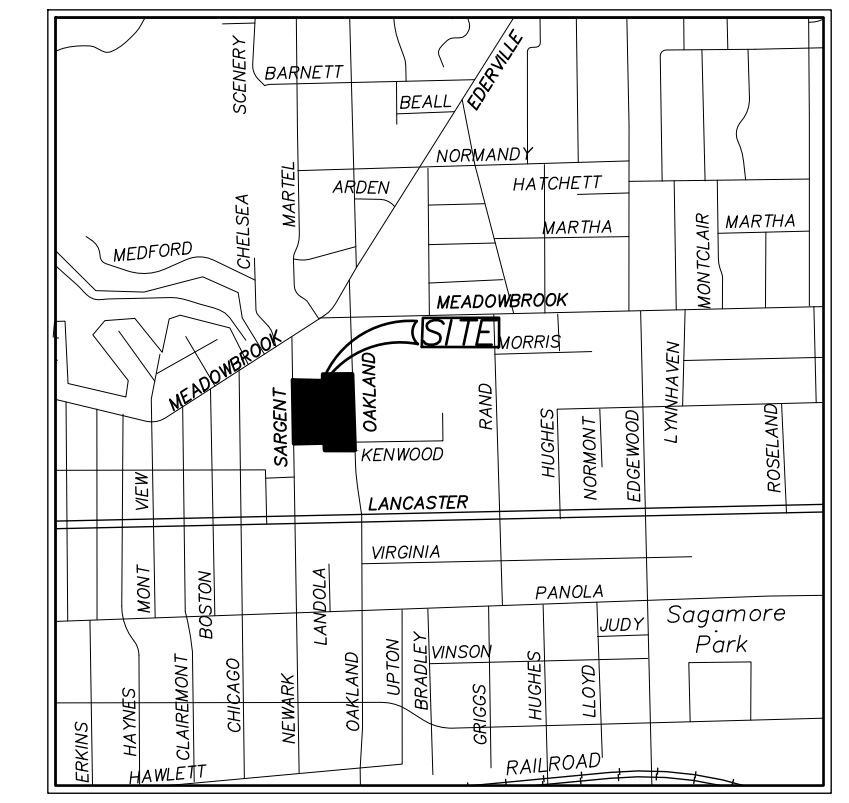 SCENERY
BARNETT
BEALL
EDERVILLE
NORMANDY
MARTEL
ARDEN
HATCHETT
CHELSEA
MEDFORD
MARTHA
MONTCLAIR
MARTHA
MEADOWBROOK
SITE
MORRIS
MEADOWBROOK
SARGENT
OAKLAND
RAND
LYNNHAVEN
KENWOOD
HUGHES
NORMONT
EDGEWOOD
ROSELAND
VIEW
LANCASTER
VIRGINIA
MONT
BOSTON
LANDOLA
PANOLA
Sagamore
Park
JUDY
VINSON
HAYNES
CLAIREMONT
CHICAGO
NEWARK
OAKLAND
UPTON
BRADLEY
GRIGGS
HUGHES
LLOYD
ERKINS
HAWLETT
RAILROAD